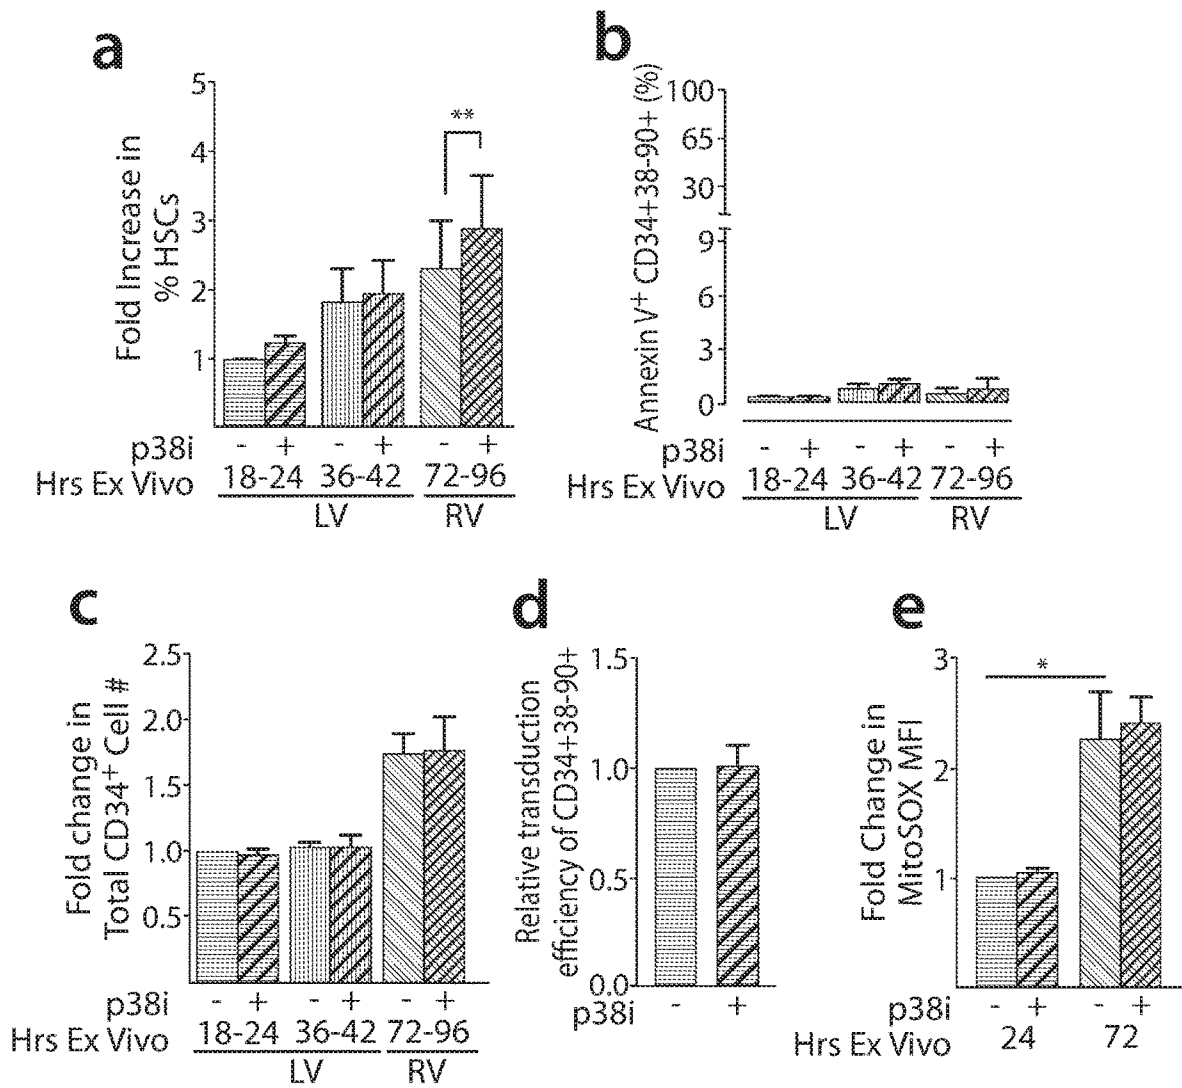 a
Fold Increase in
% HSCs
5
4
3
2
1
**
p38i - + - + - +
Hrs Ex Vivo 18-24 36-42 72-96
LV RV
b
Annexin V+ CD34+38-90+ (%)
100
65
30
9
6
3
0
p38i - + - + - +
Hrs Ex Vivo 18-24 36-42 72-96
LV RV
c
Fold change in
Total CD34+ Cell #
2.5
2.0
1.5
1.0
0.5
p38i - + - + - +
Hrs Ex Vivo 18-24 36-42 72-96
LV RV
d
Relative transduction
efficiency of CD34+38-90+
1.5
1.0
0.5
0.0
p38i - +
e
Fold Change in
MitoSOX MFI
3
2
1
*
p38i - + - +
Hrs Ex Vivo 24 72